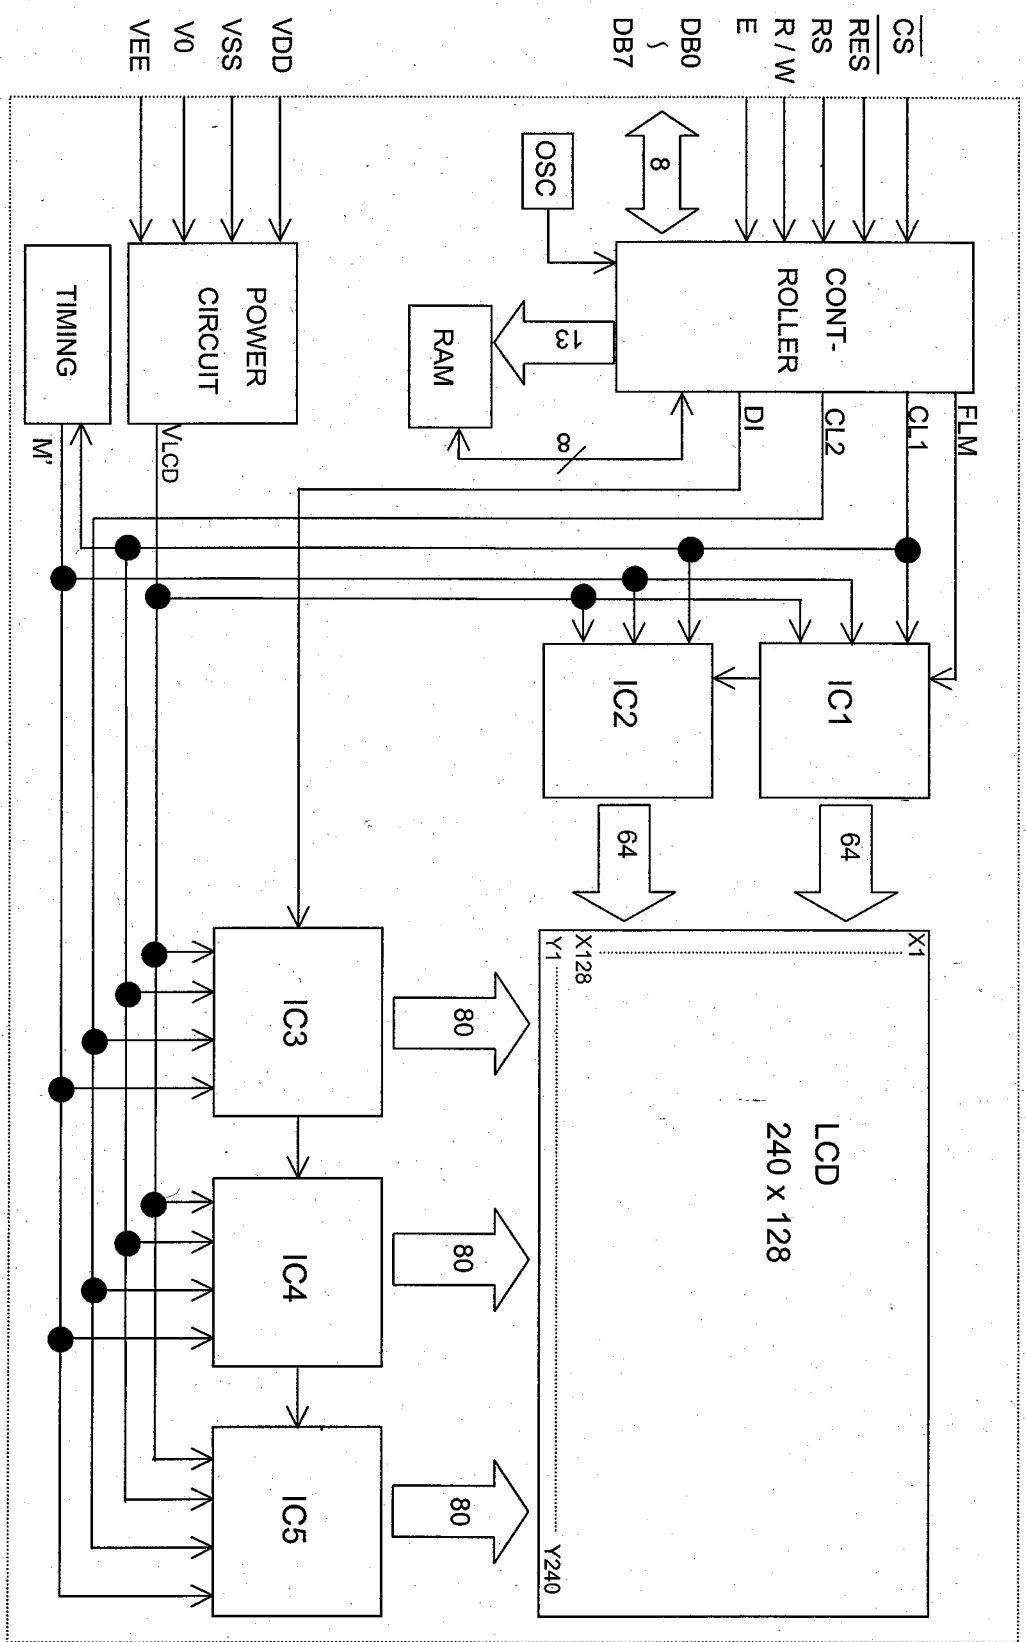 CS
RES
RS
R / W
E
DB0
~
DB7
VDD
VSS
V0
VEE
8
OSC
CONT-
ROLLER
13
RAM
8
FLM
CL1
CL2
DI
POWER
CIRCUIT
VLCD
TIMING
M'
IC1
IC2
64
64
X1
X128
Y1
Y240
LCD
240 x 128
80
80
80
IC3
IC4
IC5